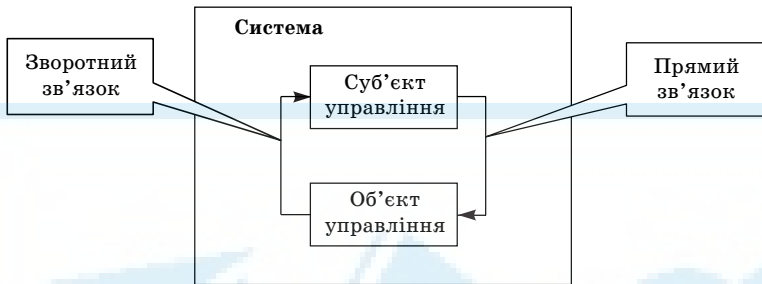 Система
Зворотний
зв’язок
Суб’єкт
управління
Прямий
зв’язок
Об’єкт
управління